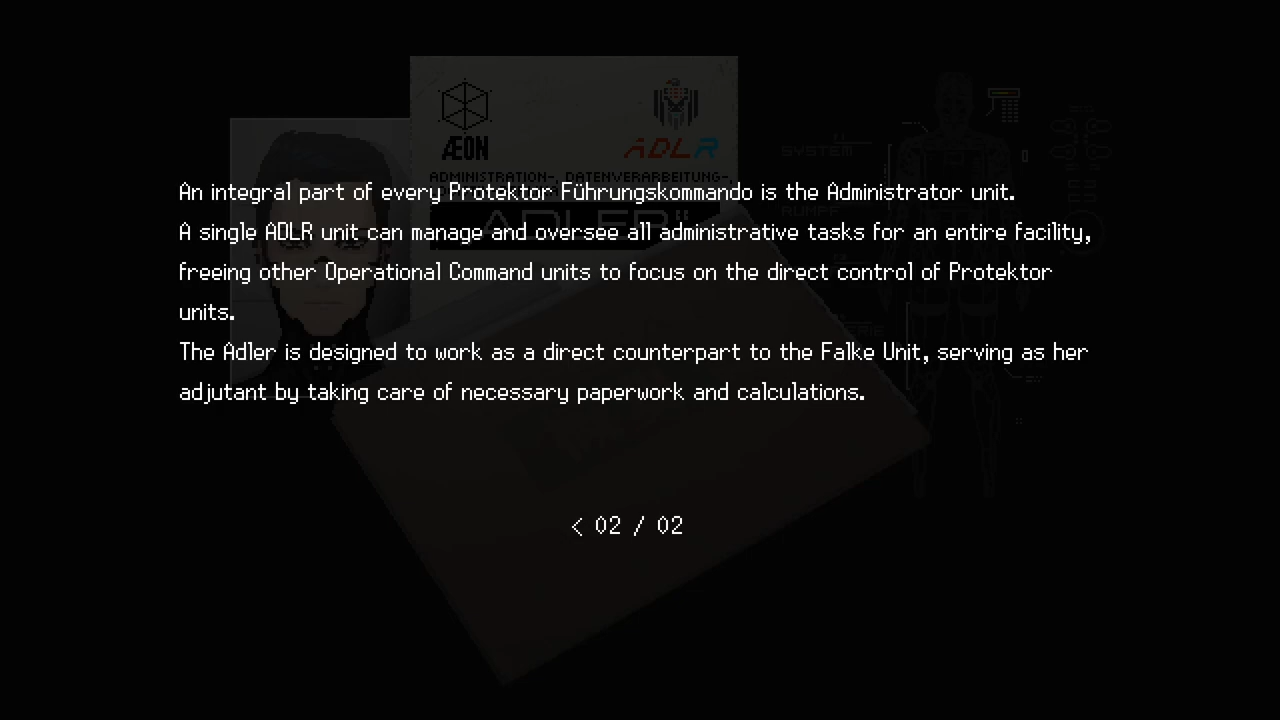 ÆON
ADLR
ADMINISTRATION-, DATENVERARBEITUNG-,
SYSTEM
RUMPF
ADLER"
An integral part of every Protektor Führungskommando is the Administrator unit.
A single ADLR unit can manage and oversee all administrative tasks for an entire facility,
freeing other Operational Command units to focus on the direct control of Protektor
units.
The Adler is designed to work as a direct counterpart to the Falke Unit, serving as her
adjutant by taking care of necessary paperwork and calculations.
< 02 / 02